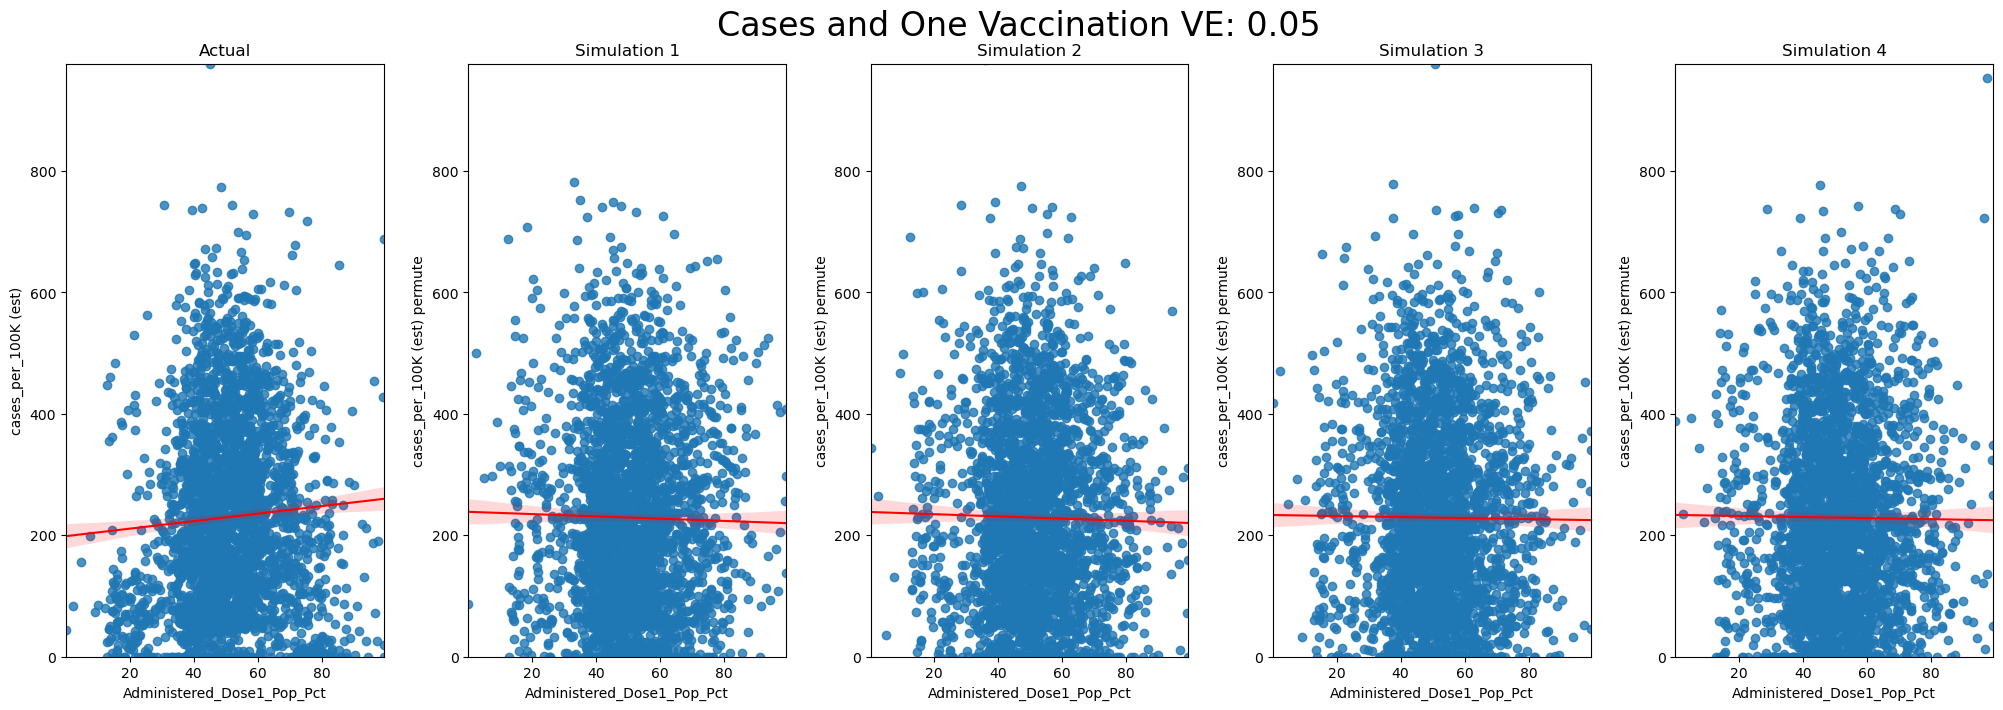 Cases and One Vaccination VE: 0.05
Actual
cases_per_100K (est)
800
600
400
200
0
20 40 60 80
Administered_Dose1_Pop_Pct
Simulation 1
cases_per_100K (est) permute
800
600
400
200
0
20 40 60 80
Administered_Dose1_Pop_Pct
Simulation 2
cases_per_100K (est) permute
800
600
400
200
0
20 40 60 80
Administered_Dose1_Pop_Pct
Simulation 3
cases_per_100K (est) permute
800
600
400
200
0
20 40 60 80
Administered_Dose1_Pop_Pct
Simulation 4
cases_per_100K (est) permute
800
600
400
200
0
20 40 60 80
Administered_Dose1_Pop_Pct